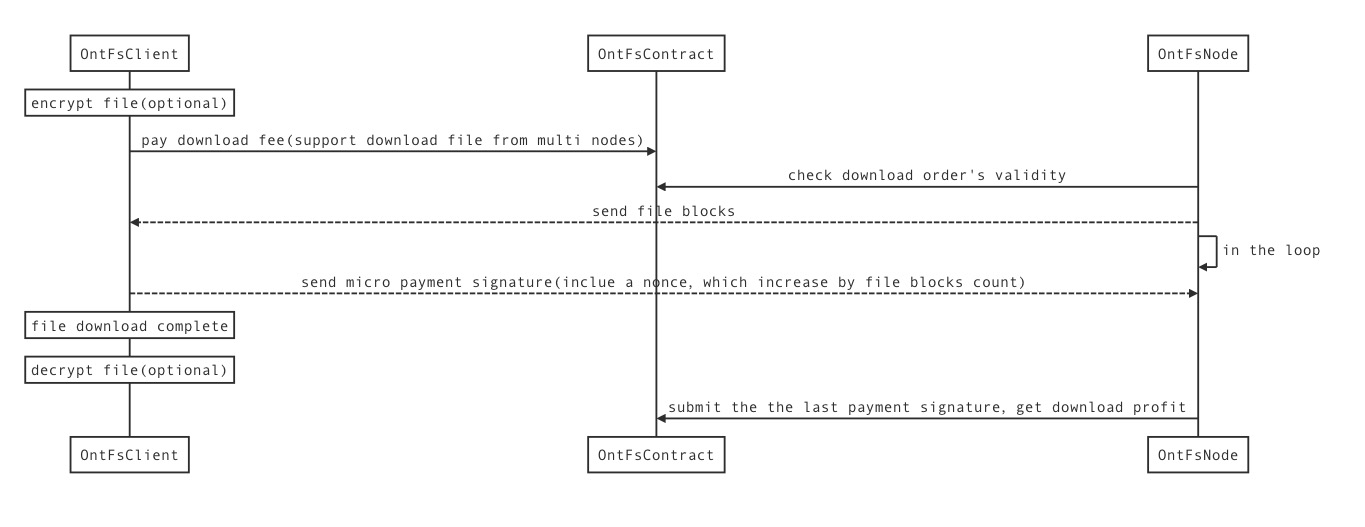 OntFsClient
OntFsContract
OntFsNode
encrypt file(optional)
pay download fee(support download file from multi nodes)
check download order's validity
send file blocks
in the loop
send micro payment signature(inclue a nonce, which increase by file blocks count)
file download complete
decrypt file(optional)
submit the the last payment signature, get download profit
OntFsClient
OntFsContract
OntFsNode